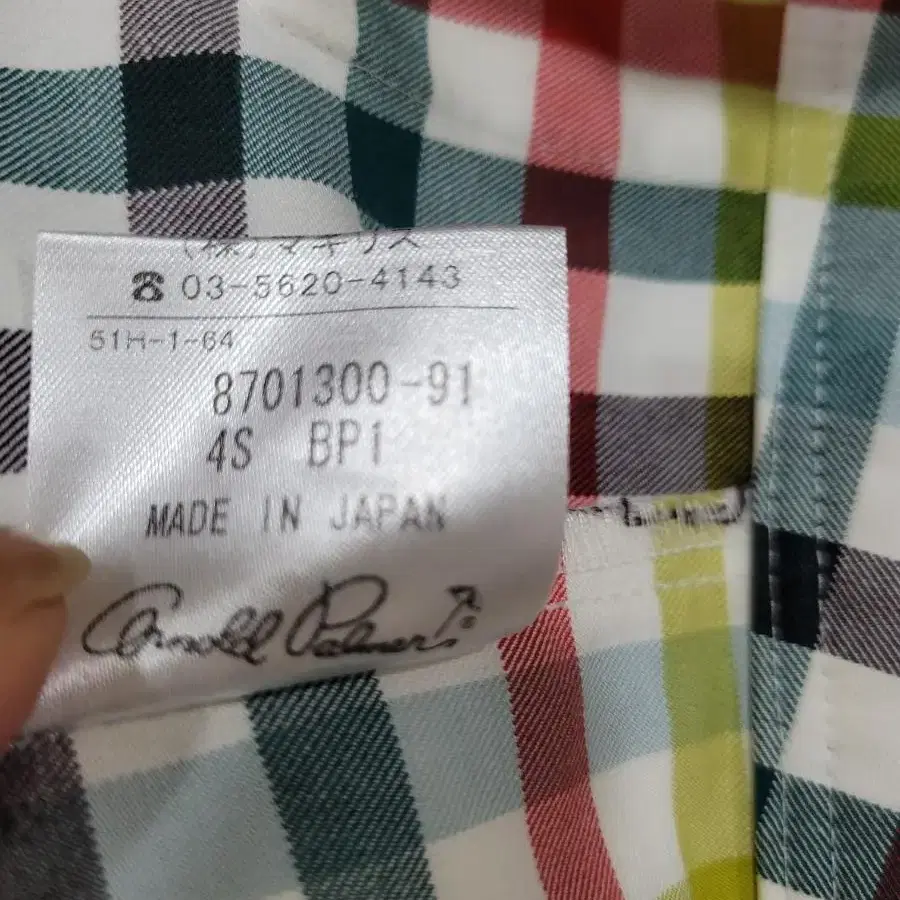 (株)マギリス
☎ 03-5620-4143
51H-1-64
8701300-91
4S BP1
MADE IN JAPAN
Arnold Palmer